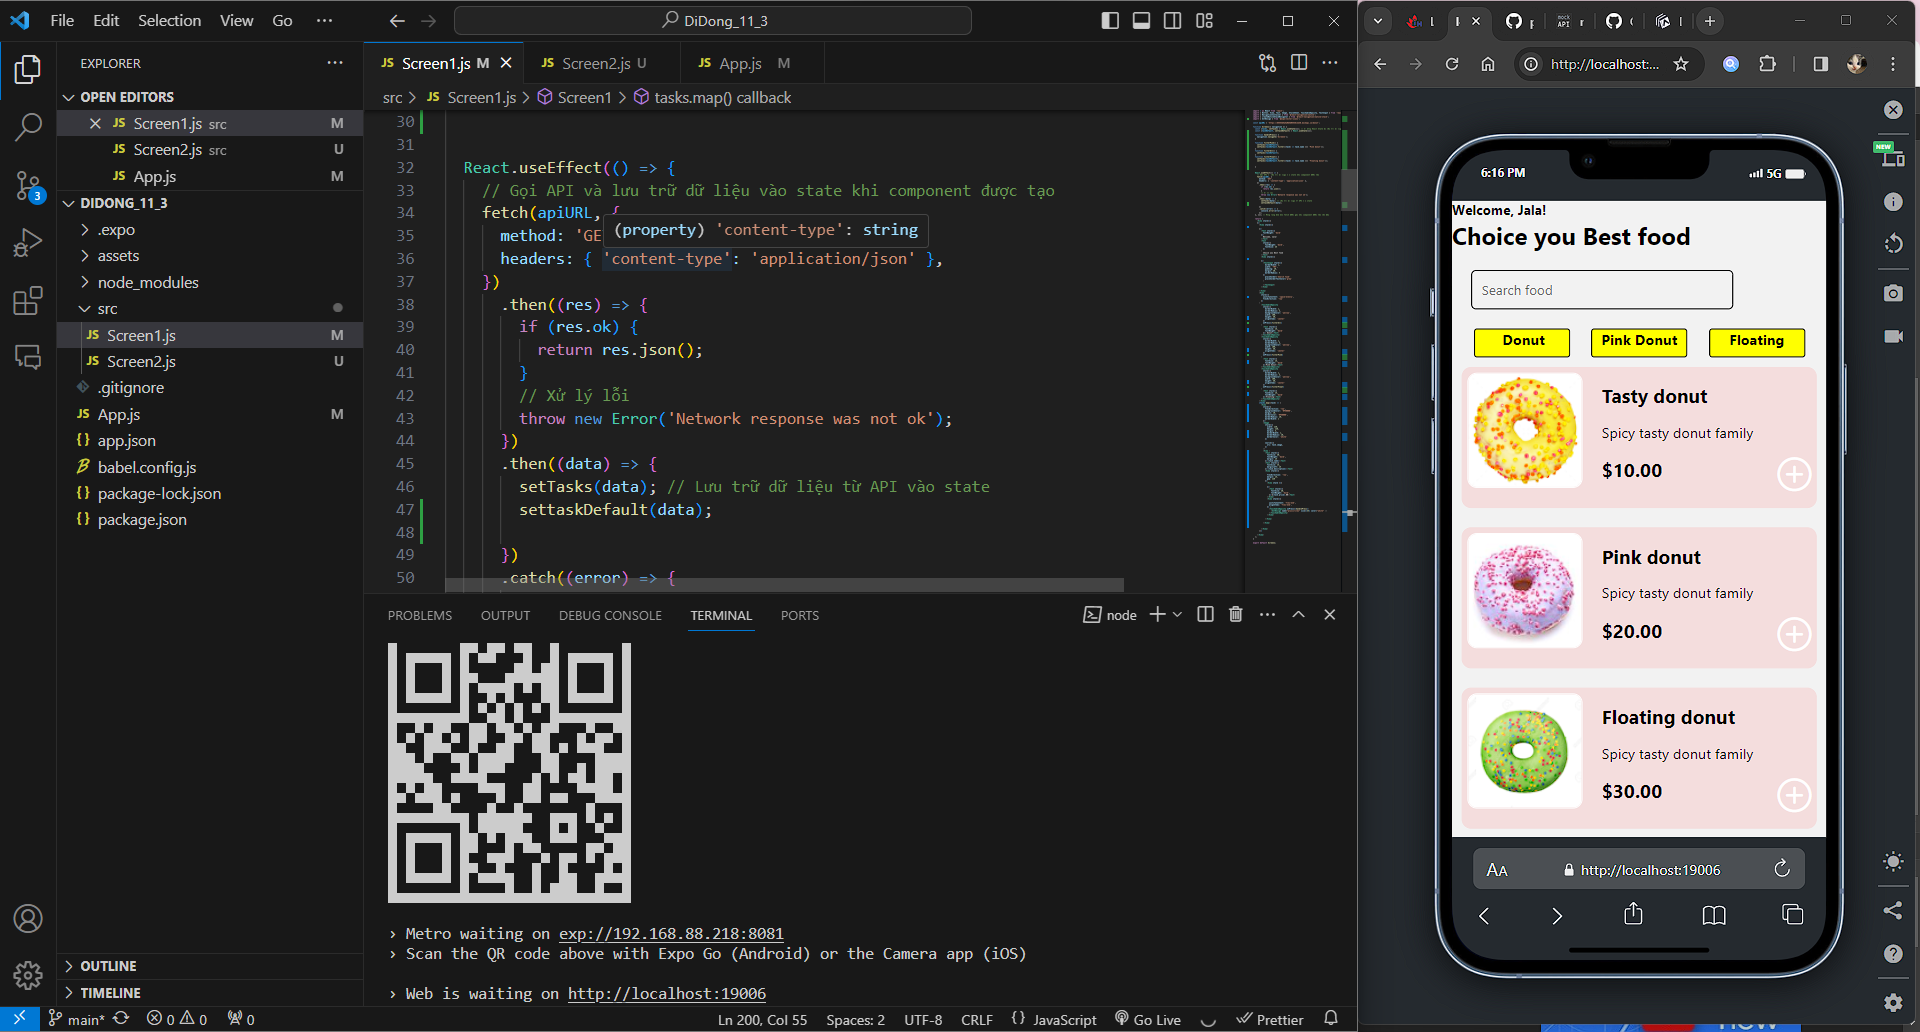 File Edit Selection View Go ···
DiDong_11_3
EXPLORER
OPEN EDITORS
JS Screen1.js src M
JS Screen2.js src U
JS App.js M
DIDONG_11_3
.expo
assets
node_modules
src
JS Screen1.js M
JS Screen2.js U
.gitignore
JS App.js M
{} app.json
babel.config.js
{} package-lock.json
{} package.json
OUTLINE
TIMELINE
3
JS Screen1.js M
JS Screen2.js U
JS App.js M
src > JS Screen1.js > Screen1 > tasks.map() callback
30
31
32 React.useEffect(() => {
33 // Gọi API và lưu trữ dữ liệu vào state khi component được tạo
34 fetch(apiURL, {
35 method: 'GE
(property) 'content-type': string
36 headers: { 'content-type': 'application/json' },
37 })
38 .then((res) => {
39 if (res.ok) {
40 return res.json();
41 }
42 // Xử lý lỗi
43 throw new Error('Network response was not ok');
44 })
45 .then((data) => {
46 setTasks(data); // Lưu trữ dữ liệu từ API vào state
47 settaskDefault(data);
48
49 })
50 .catch((error) => {
PROBLEMS OUTPUT DEBUG CONSOLE TERMINAL PORTS
node
› Metro waiting on exp://192.168.88.218:8081
› Scan the QR code above with Expo Go (Android) or the Camera app (iOS)
› Web is waiting on http://localhost:19006
main* 0 0 0
Ln 200, Col 55 Spaces: 2 UTF-8 CRLF {} JavaScript Go Live Prettier
http://localhost:...
NEW
6:16 PM
5G
Welcome, Jala!
Choice you Best food
Search food
Donut
Pink Donut
Floating
Tasty donut
Spicy tasty donut family
$10.00
Pink donut
Spicy tasty donut family
$20.00
Floating donut
Spicy tasty donut family
$30.00
AA http://localhost:19006